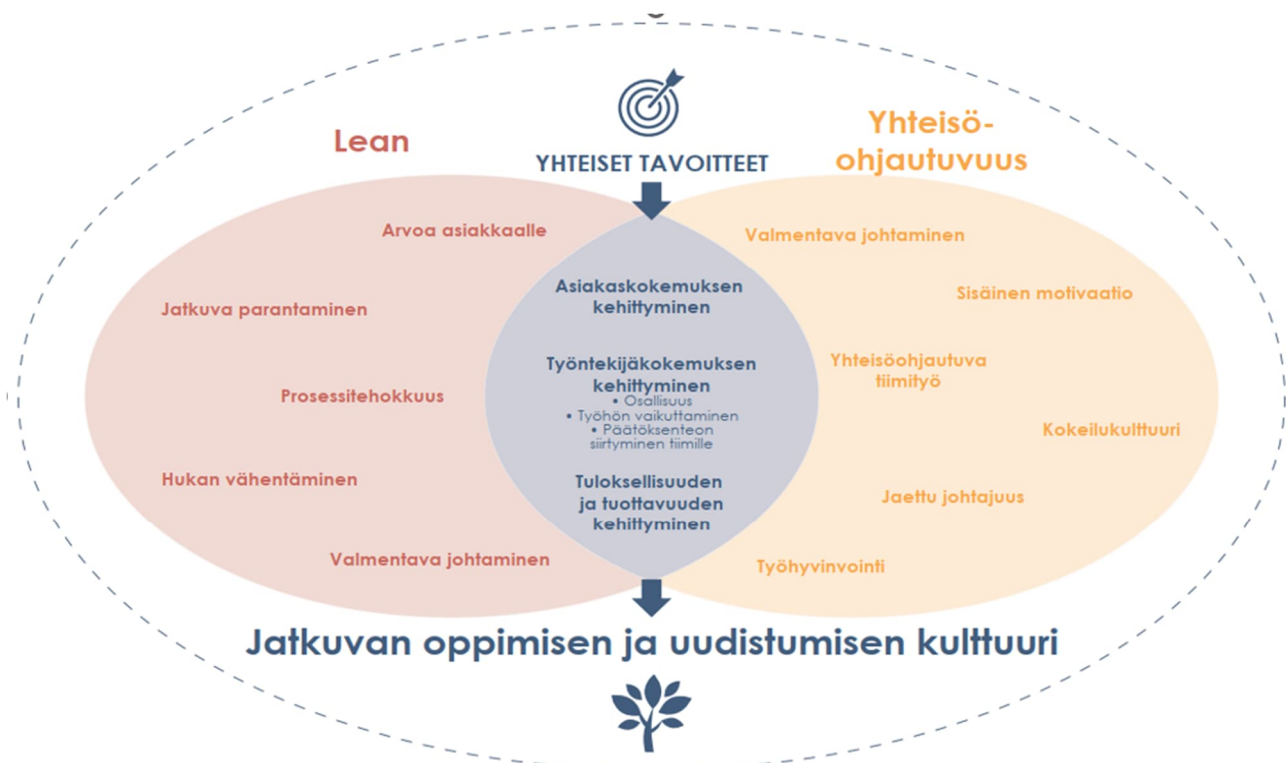 Lean
Yhteisö-
ohjautuvuus
YHTEISET TAVOITTEET
Arvoa asiakkaalle
Jatkuva parantaminen
Prosessitehokkuus
Hukan vähentäminen
Valmentava johtaminen
Asiakaskokemuksen
kehittyminen
Työntekijäkokemuksen
kehittyminen
• Osallisuus
• Työhön vaikuttaminen
• Päätöksenteon
siirtyminen tiimille
Tuloksellisuuden
ja tuottavuuden
kehittyminen
Valmentava johtaminen
Sisäinen motivaatio
Yhteisöohjautuva
tiimityö
Kokeilukulttuuri
Jaettu johtajuus
Työhyvinvointi
Jatkuvan oppimisen ja uudistumisen kulttuuri